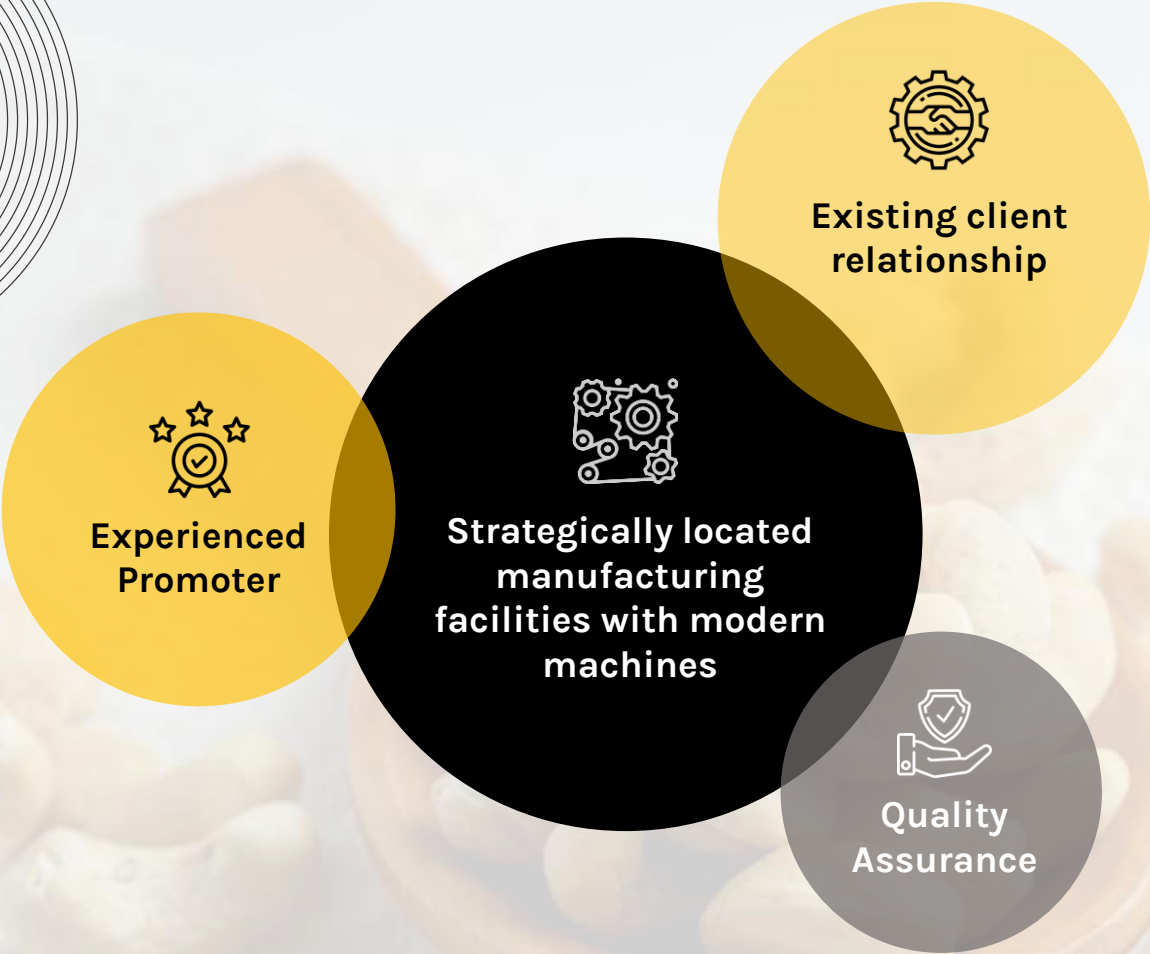 Existing client
relationship
Experienced
Promoter
Strategically located
manufacturing
facilities with modern
machines
Quality
Assurance